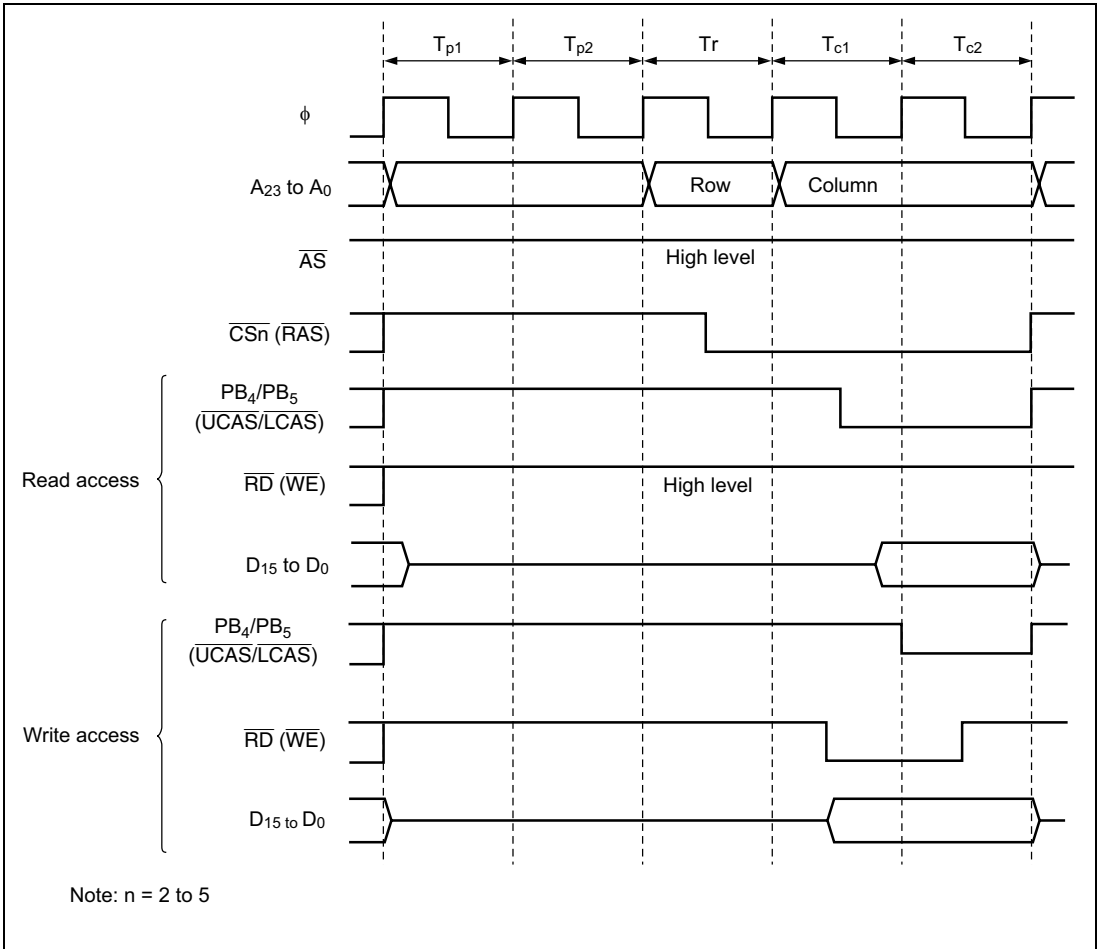 Tp1 Tp2 Tr Tc1 Tc2
ϕ
A23 to A0 Row Column
AS High level
CSn (RAS)
PB4/PB5
(UCAS/LCAS)
Read access
RD (WE) High level
D15 to D0
PB4/PB5
(UCAS/LCAS)
Write access
RD (WE)
D15 to D0
Note: n = 2 to 5